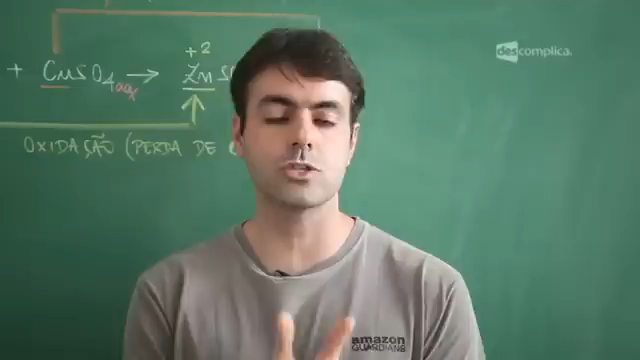 +2
+ CuSO4aq → ZnS
OXIDAÇÃO (PERDA DE
descomplica.
amazon
GUARDIANS